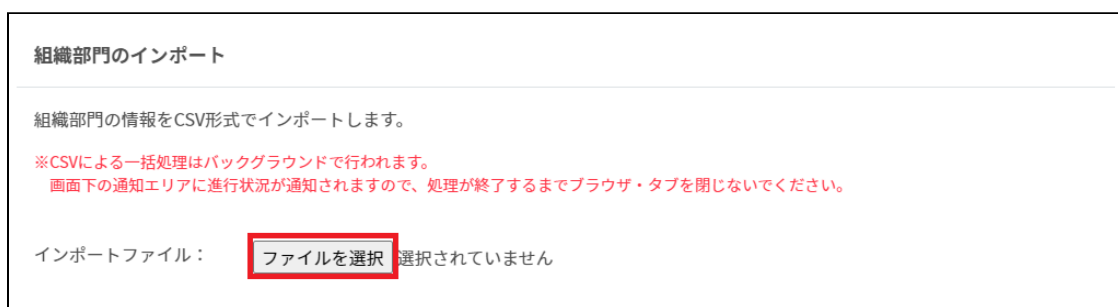 組織部門のインポート
組織部門の情報をCSV形式でインポートします。
※CSVによる一括処理はバックグラウンドで行われます。
画面下の通知エリアに進行状況が通知されますので、処理が終了するまでブラウザ・タブを閉じないでください。
インポートファイル： ファイルを選択 選択されていません